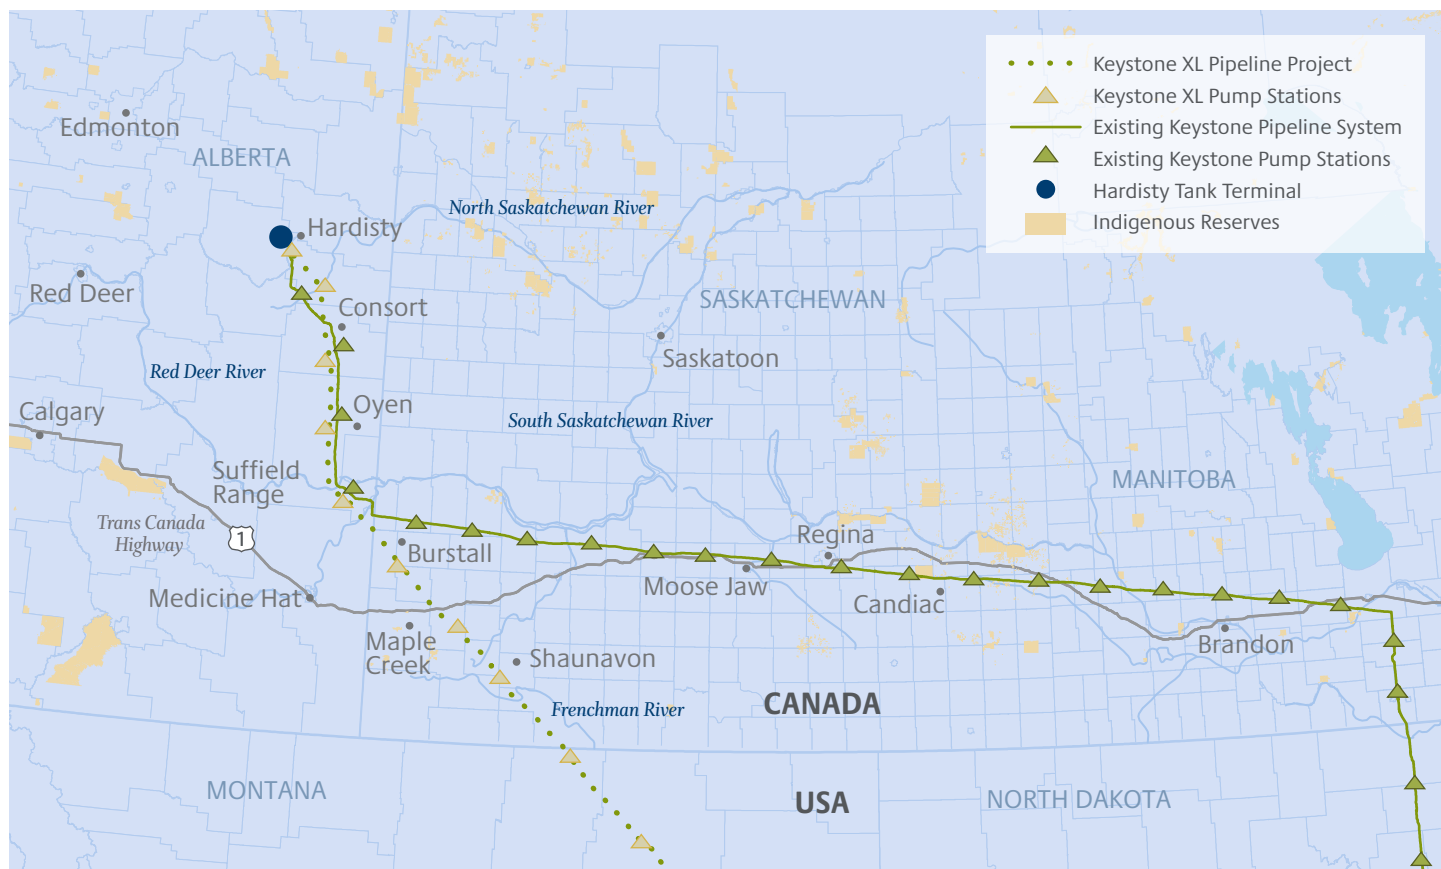 Keystone XL Pipeline Project
Keystone XL Pump Stations
Existing Keystone Pipeline System
Existing Keystone Pump Stations
Hardisty Tank Terminal
Indigenous Reserves
Edmonton
ALBERTA
North Saskatchewan River
Hardisty
Red Deer
Consort
SASKATCHEWAN
Saskatoon
Red Deer River
Calgary
Oyen
South Saskatchewan River
Suffield
Range
MANITOBA
Trans Canada
Highway
1
Burstall
Regina
Medicine Hat
Moose Jaw
Candiac
Maple
Creek
Shaunavon
Brandon
CANADA
Frenchman River
MONTANA
USA
NORTH DAKOTA